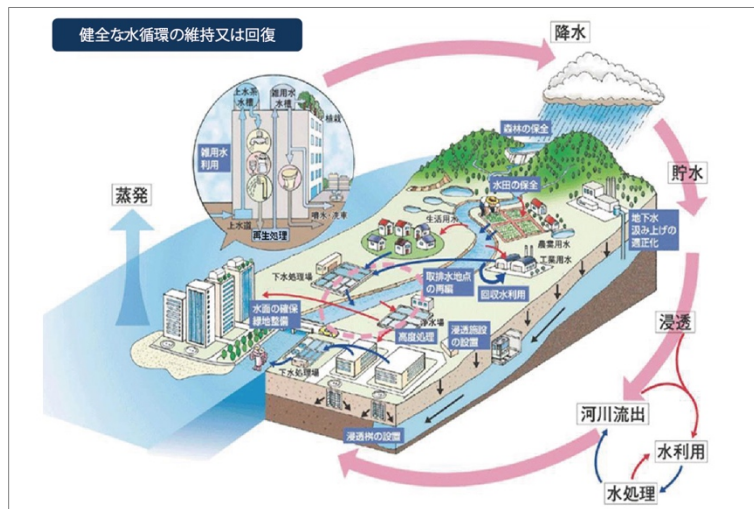 健全な水循環の維持又は回復
降水
上水系
水槽
雑用水
水槽
植栽
雑用水
利用
上水道
再生処理
噴水・洗車
森林の保全
貯水
蒸発
水田の保全
生活用水
農業用水
工業用水
地下水
汲み上げの
適正化
下水処理場
取排水地点
の再編
回収水利用
水面の確保
緑地整備
浄水場
高度処理
浸透施設
の設置
浸透
下水処理場
浸透桝の設置
河川流出
水利用
水処理